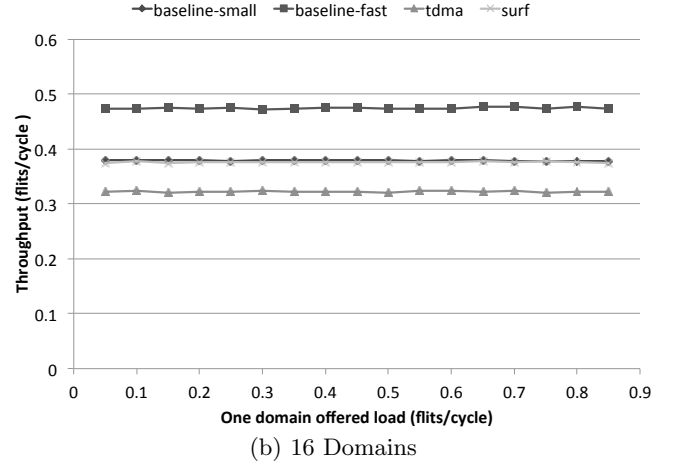 baseline-small baseline-fast tdma surf
0.6
0.5
0.4
0.3
0.2
0.1
0
Throughput (flits/cycle )
0 0.1 0.2 0.3 0.4 0.5 0.6 0.7 0.8 0.9
One domain offered load (flits/cycle)
(b) 16 Domains